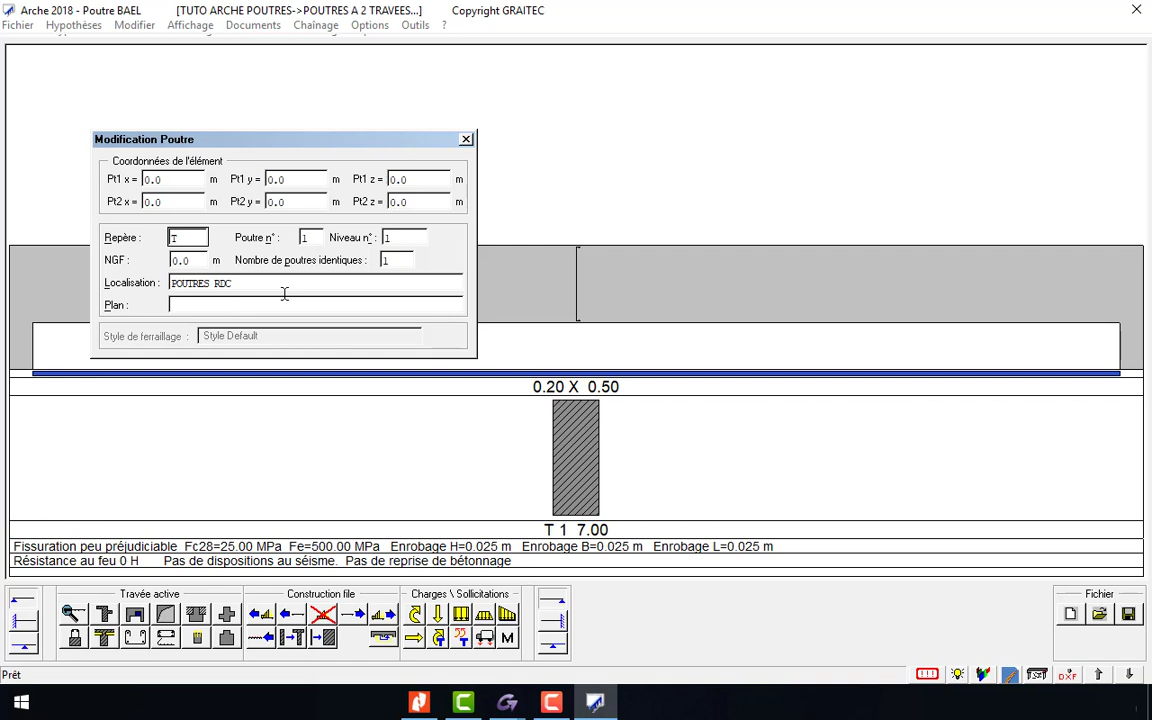 Arche 2018 - Poutre BAEL [TUTO ARCHE POUTRES->POUTRES A 2 TRAVEES...] Copyright GRAITEC
Fichier Hypothèses Modifier Affichage Documents Chaînage Options Outils ?
Modification Poutre
Coordonnées de l'élément
Pt1 x = 0.0 m Pt1 y = 0.0 m Pt1 z = 0.0 m
Pt2 x = 0.0 m Pt2 y = 0.0 m Pt2 z = 0.0 m
Repère : T Poutre n° : 1 Niveau n° : 1
NGF : 0.0 m Nombre de poutres identiques : 1
Localisation : POUTRES RDC
Plan :
Style de ferraillage : Style Default
0.20 X 0.50
T 1 7.00
Fissuration peu préjudiciable Fc28=25.00 MPa Fe=500.00 MPa Enrobage H=0.025 m Enrobage B=0.025 m Enrobage L=0.025 m
Résistance au feu 0 H Pas de dispositions au séisme. Pas de reprise de bétonnage
Travée active Construction file Charges \ Sollicitations Fichier
M
Prêt
DXF